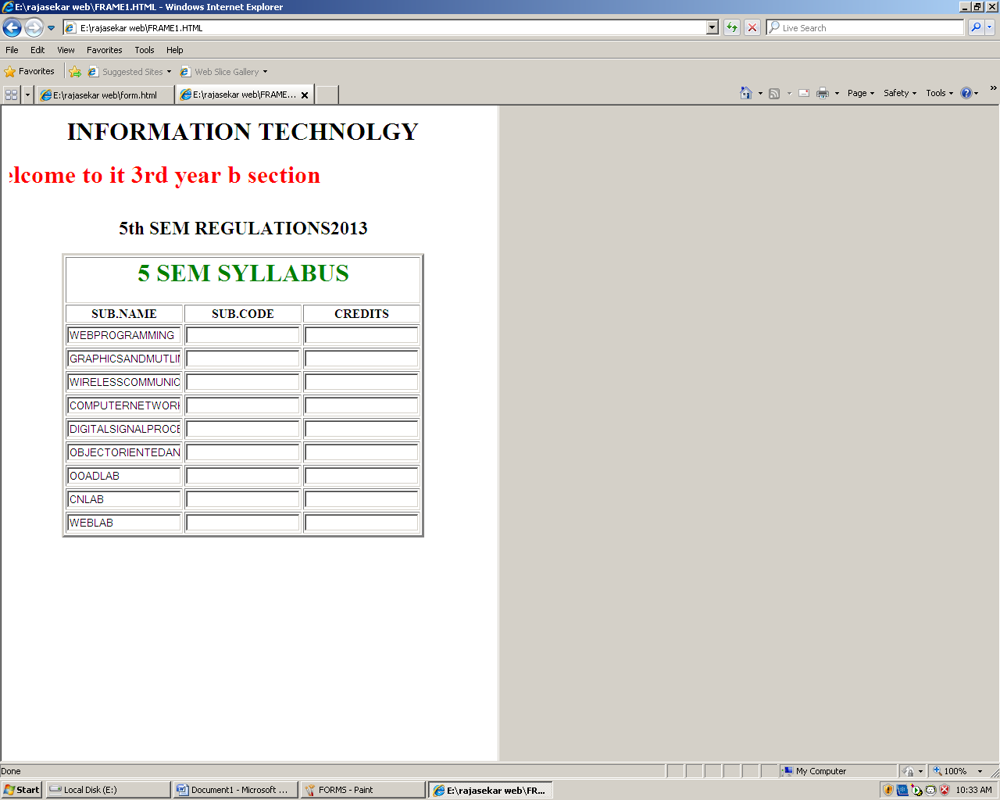 E:\rajasekar web\FRAME1.HTML - Windows Internet Explorer
E:\rajasekar web\FRAME1.HTML
Live Search
File Edit View Favorites Tools Help
Favorites Suggested Sites Web Slice Gallery
E:\rajasekar web\form.html E:\rajasekar web\FRAME... Page Safety Tools
INFORMATION TECHNOLGY
elcome to it 3rd year b section
5th SEM REGULATIONS2013
5 SEM SYLLABUS
SUB.NAME SUB.CODE CREDITS
WEBPROGRAMMING
GRAPHICSANDMUTLIM
WIRELESSCOMMUNIC
COMPUTERNETWORK
DIGITALSIGNALPROCE
OBJECTORIENTEDAN
OOADLAB
CNLAB
WEBLAB
Done My Computer 100%
Start Local Disk (E:) Document1 - Microsoft ... FORMS - Paint E:\rajasekar web\FR... 10:33 AM